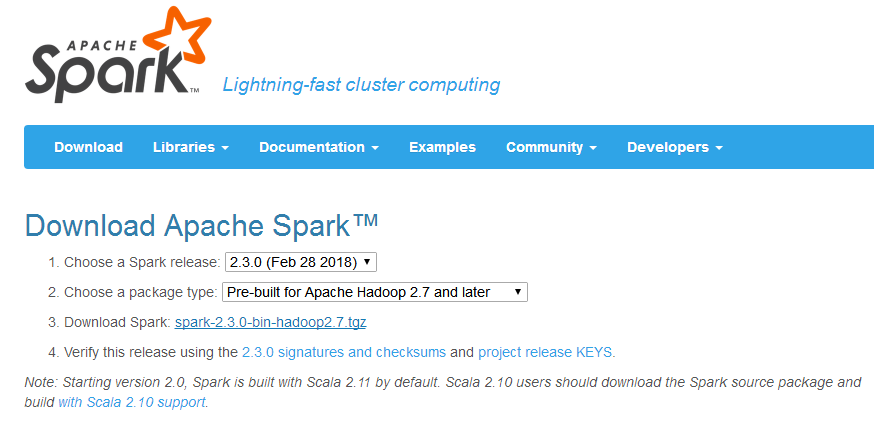 APACHE
Spark™
Lightning-fast cluster computing
Download Libraries Documentation Examples Community Developers
Download Apache Spark™
1. Choose a Spark release: 2.3.0 (Feb 28 2018)
2. Choose a package type: Pre-built for Apache Hadoop 2.7 and later
3. Download Spark: spark-2.3.0-bin-hadoop2.7.tgz
4. Verify this release using the 2.3.0 signatures and checksums and project release KEYS.
Note: Starting version 2.0, Spark is built with Scala 2.11 by default. Scala 2.10 users should download the Spark source package and
build with Scala 2.10 support.